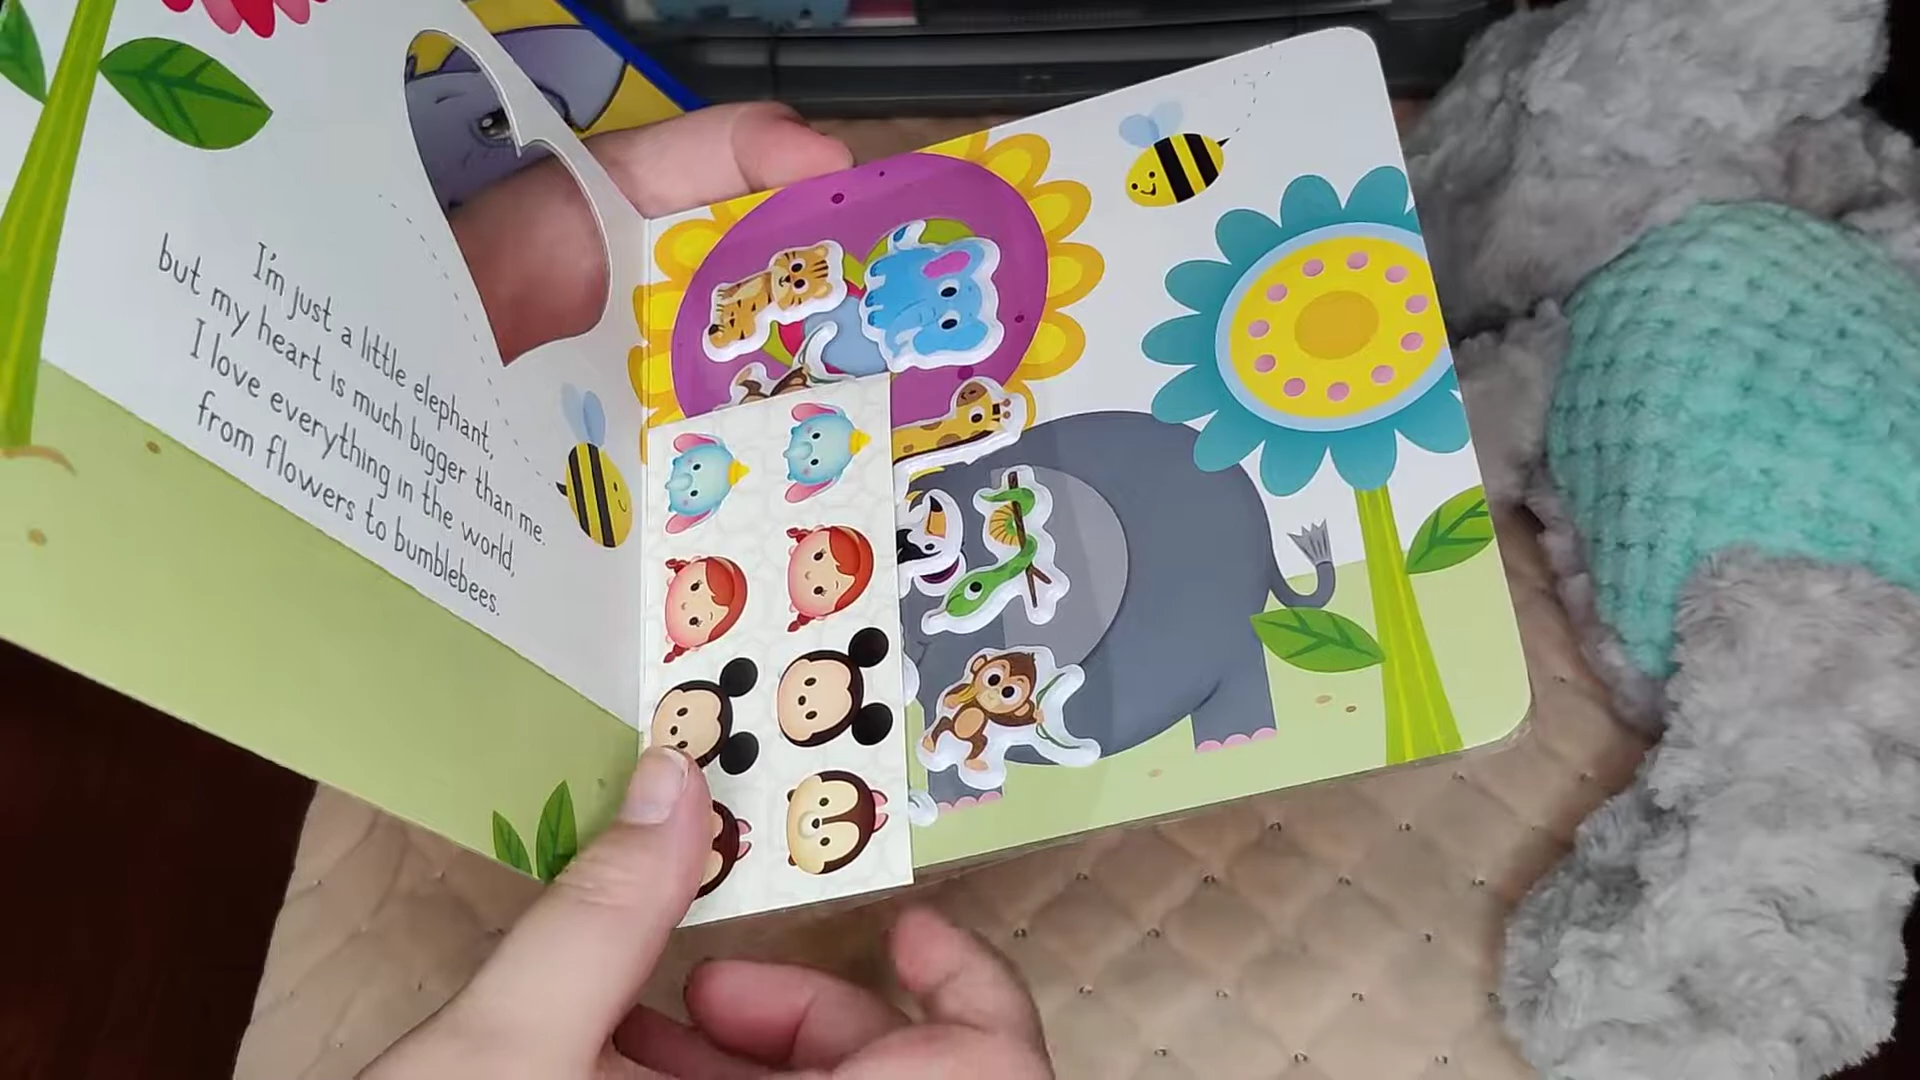 I'm just a little elephant,
but my heart is much bigger than me.
I love everything in the world,
from flowers to bumblebees.